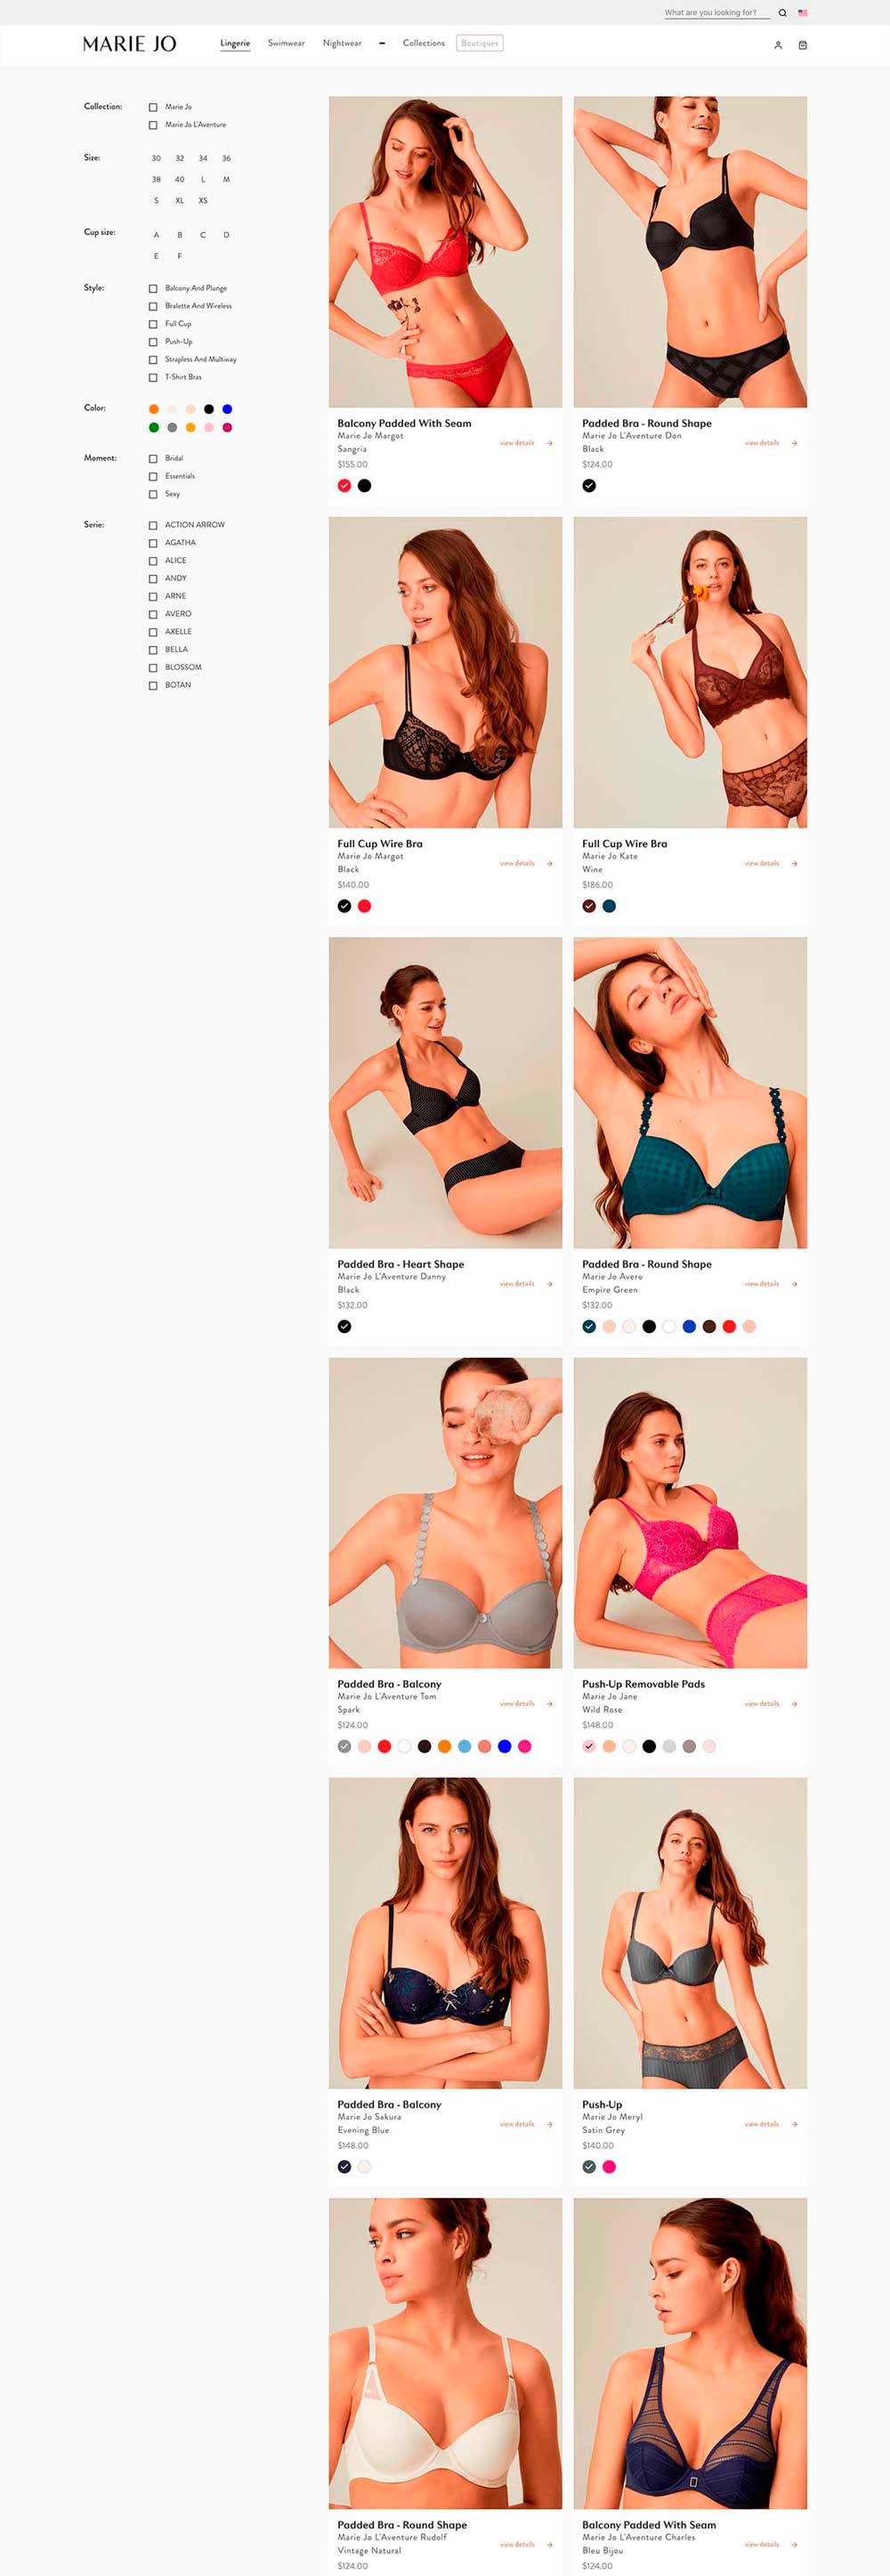 What are you looking for?
MARIE JO
Lingerie Swimwear Nightwear Collections Boutiques
Collection:
Marie Jo
Marie Jo L'Aventure
Size:
30 32 34 36
38 40 L M
S XL XS
Cup size:
A B C D
E F
Style:
Balcony And Plunge
Bralette And Wireless
Full Cup
Push-Up
Strapless And Multiway
T-Shirt Bras
Color:
Moment:
Bridal
Essentials
Sexy
Serie:
ACTION ARROW
AGATHA
ALICE
ANDY
ARNE
AVERO
AXELLE
BELLA
BLOSSOM
BOTAN
Balcony Padded With Seam
Marie Jo Margot
Sangria
$155.00
view details
Padded Bra - Round Shape
Marie Jo L'Aventure Don
Black
$124.00
view details
Full Cup Wire Bra
Marie Jo Margot
Black
$140.00
view details
Full Cup Wire Bra
Marie Jo Kate
Wine
$186.00
view details
Padded Bra - Heart Shape
Marie Jo L'Aventure Danny
Black
$132.00
view details
Padded Bra - Round Shape
Marie Jo Avero
Empire Green
$132.00
view details
Padded Bra - Balcony
Marie Jo L'Aventure Tom
Spark
$124.00
view details
Push-Up Removable Pads
Marie Jo Jane
Wild Rose
$148.00
view details
Padded Bra - Balcony
Marie Jo Sakura
Evening Blue
$148.00
view details
Push-Up
Marie Jo Meryl
Satin Grey
$140.00
view details
Padded Bra - Round Shape
Marie Jo L'Aventure Rudolf
Vintage Natural
$124.00
view details
Balcony Padded With Seam
Marie Jo L'Aventure Charles
Bleu Bijou
$124.00
view details